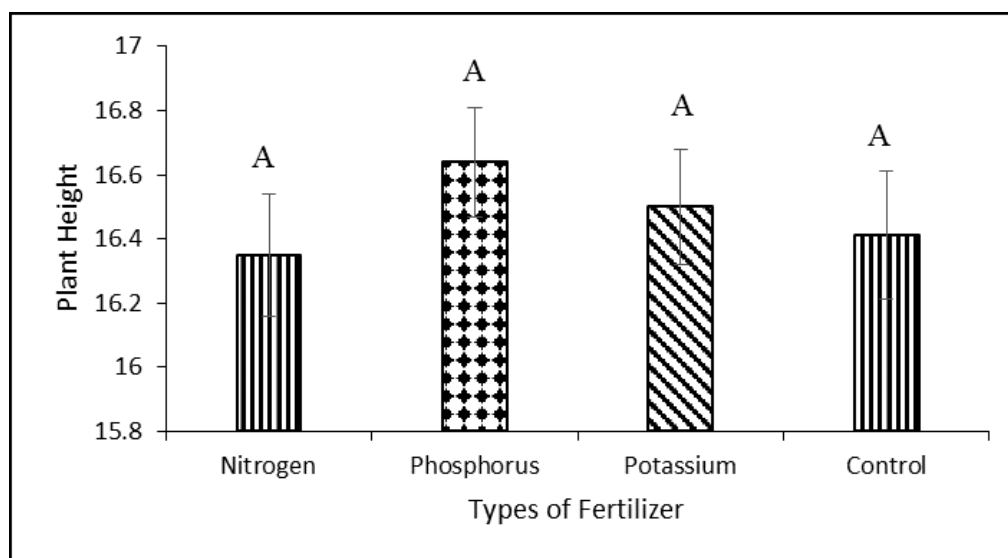 17
16.8
16.6
16.4
16.2
16
15.8
Plant Height
A
A
A
A
Nitrogen Phosphorus Potassium Control
Types of Fertilizer